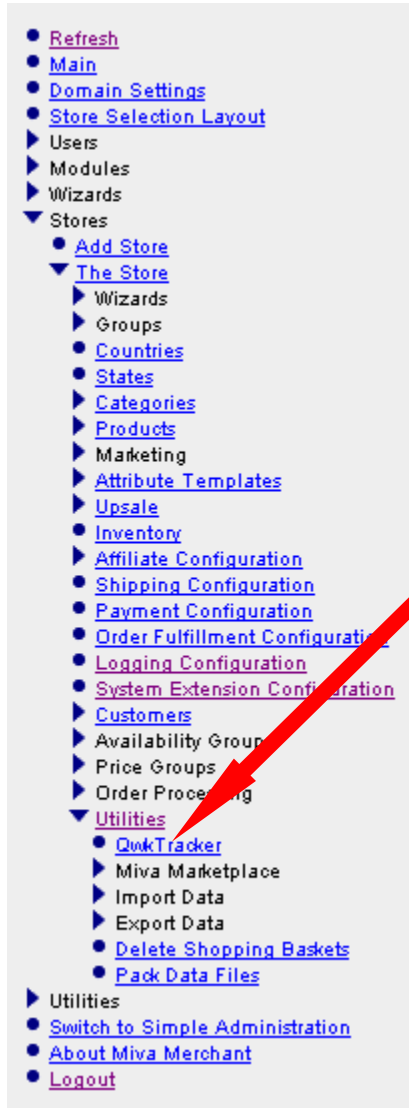 Refresh
Main
Domain Settings
Store Selection Layout
Users
Modules
Wizards
Stores
Add Store
The Store
Wizards
Groups
Countries
States
Categories
Products
Marketing
Attribute Templates
Upsale
Inventory
Affiliate Configuration
Shipping Configuration
Payment Configuration
Order Fulfillment Configuration
Logging Configuration
System Extension Configuration
Customers
Availability Group
Price Groups
Order Processing
Utilities
QwkTracker
Miva Marketplace
Import Data
Export Data
Delete Shopping Baskets
Pack Data Files
Utilities
Switch to Simple Administration
About Miva Merchant
Logout